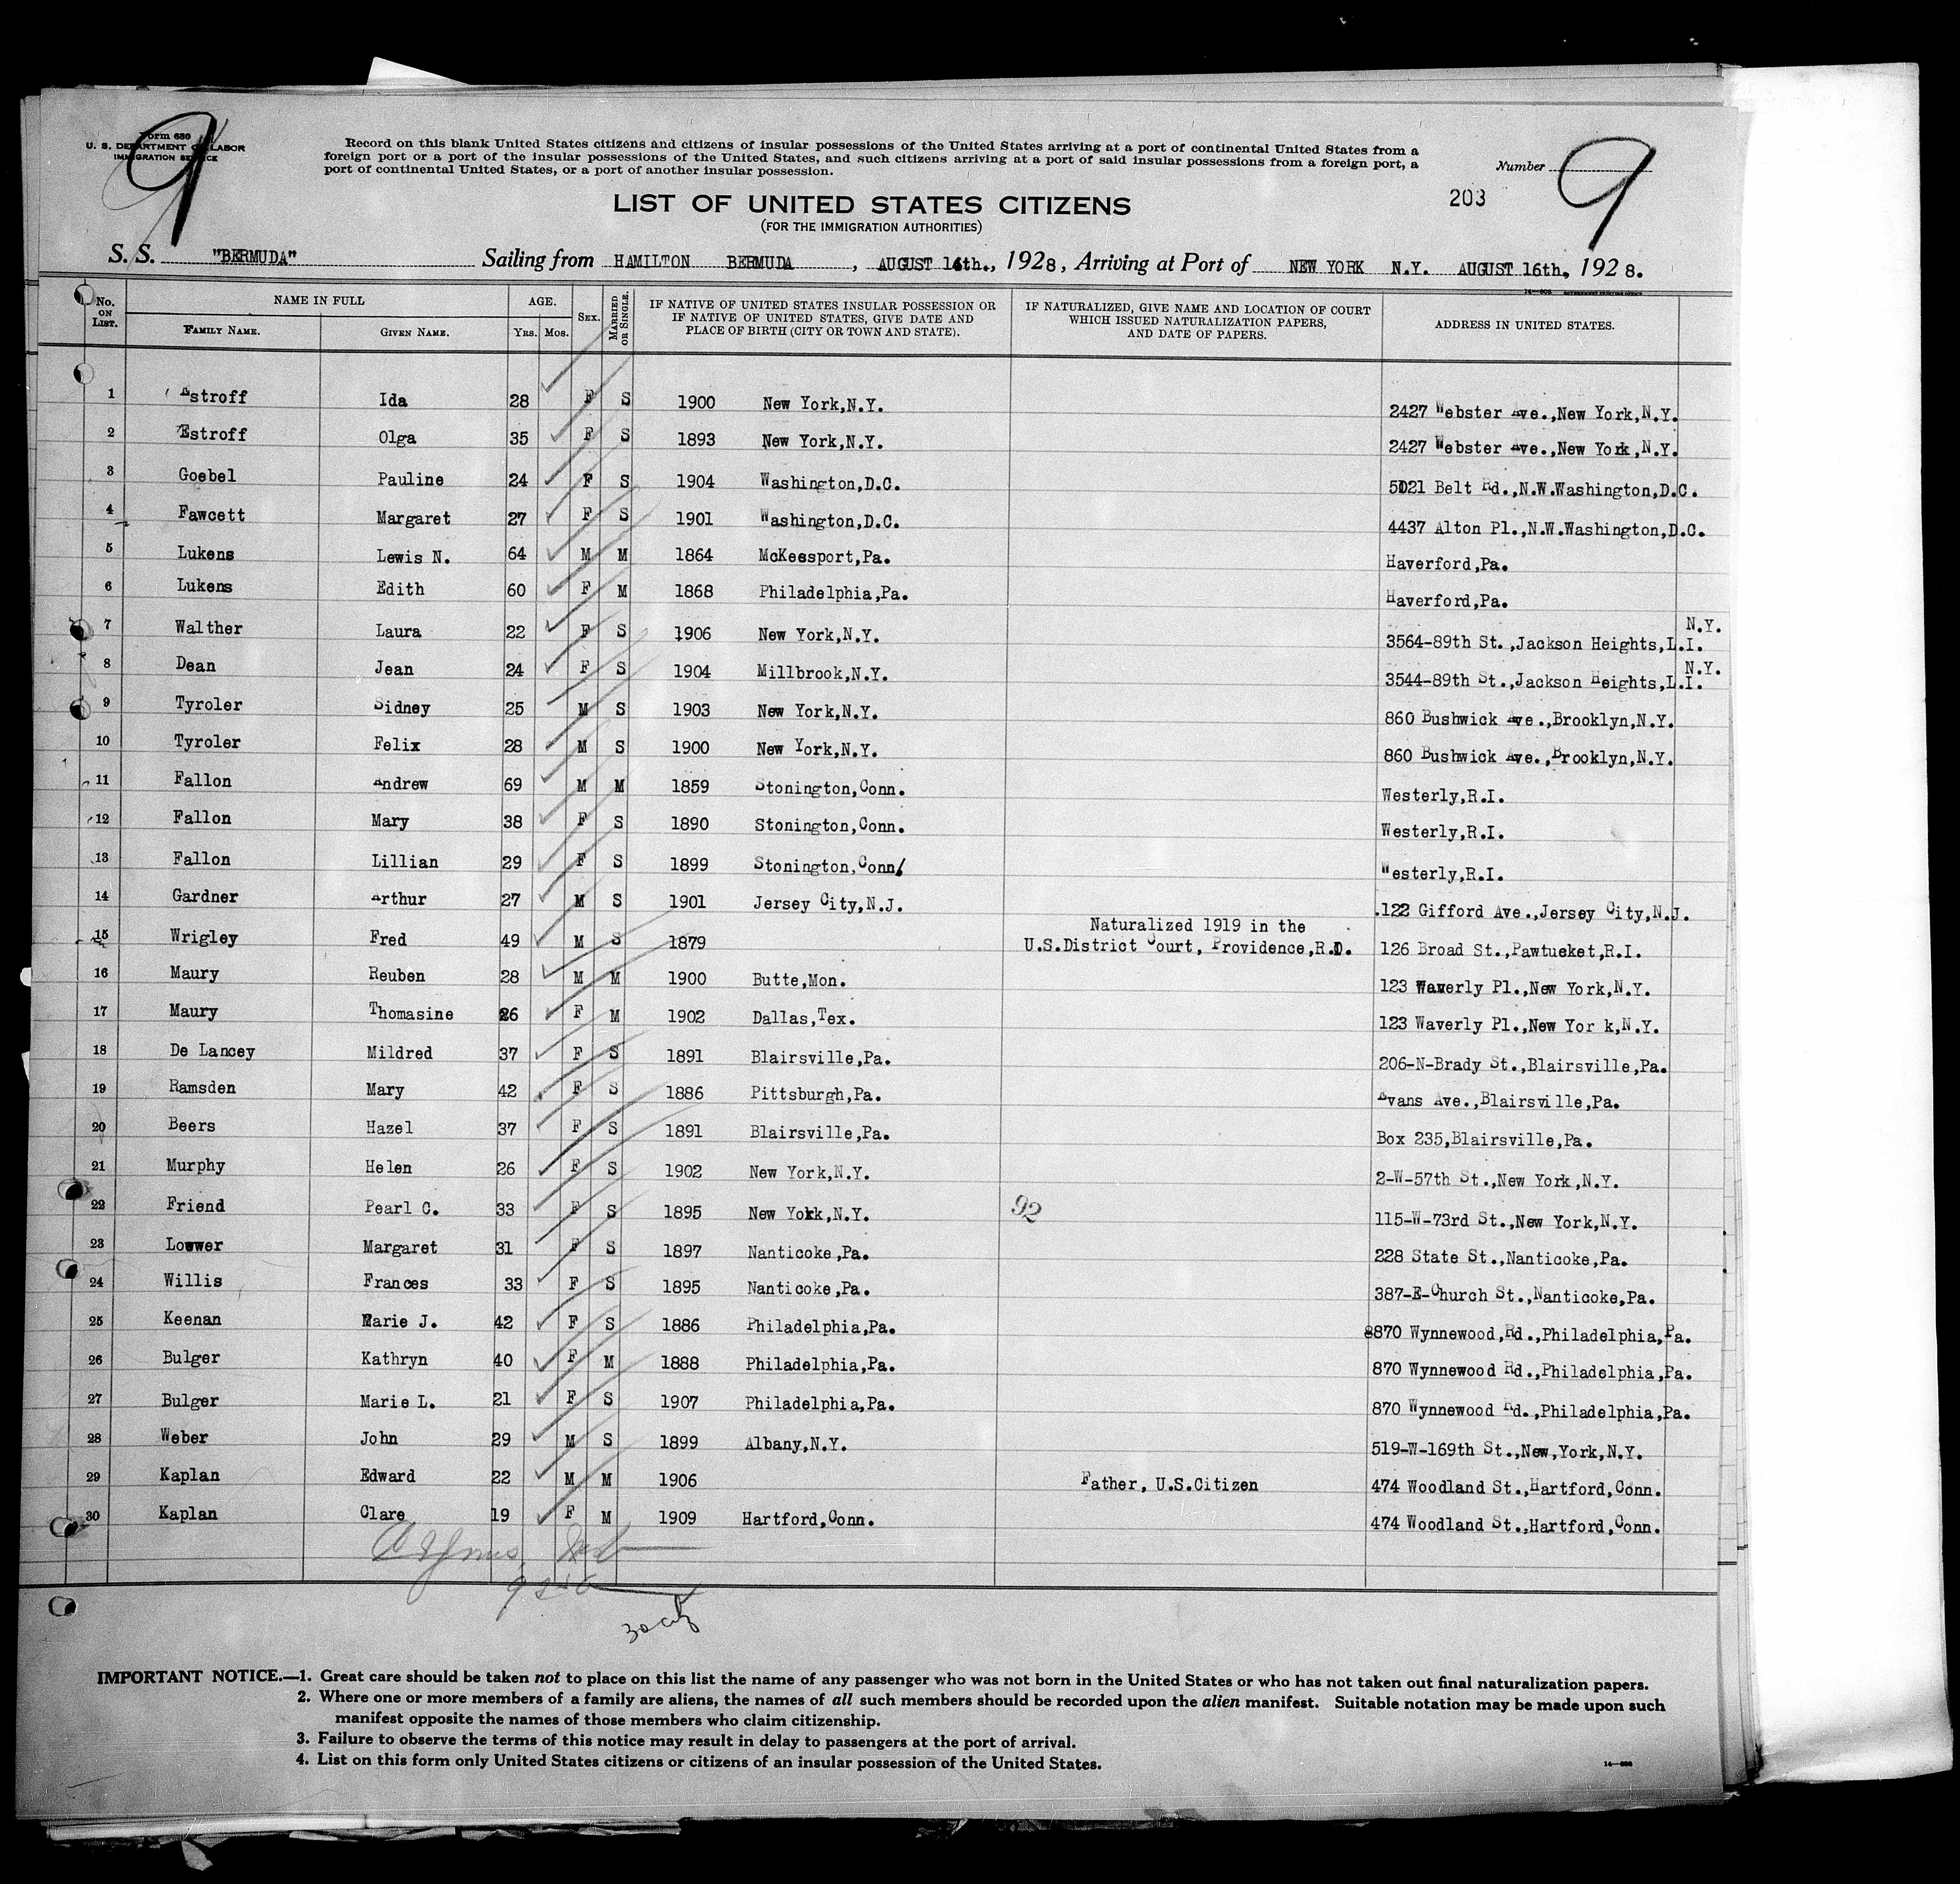 Form 630
U. S. DEPARTMENT OF LABOR
IMMIGRATION SERVICE
9
Record on this blank United States citizens and citizens of insular possessions of the United States arriving at a port of continental United States from a
foreign port or a port of the insular possessions of the United States, and such citizens arriving at a port of said insular possessions from a foreign port, a
port of continental United States, or a port of another insular possession.
Number 9
203
LIST OF UNITED STATES CITIZENS
(FOR THE IMMIGRATION AUTHORITIES)
S. S. "BERMUDA" Sailing from HAMILTON BERMUDA, AUGUST 14th., 1928, Arriving at Port of NEW YORK N.Y. AUGUST 16th, 1928.
No. ON LIST. NAME IN FULL FAMILY NAME. GIVEN NAME. AGE. Yrs. Mos. SEX. MARRIED OR SINGLE. IF NATIVE OF UNITED STATES INSULAR POSSESSION OR IF NATIVE OF UNITED STATES, GIVE DATE AND PLACE OF BIRTH (CITY OR TOWN AND STATE). IF NATURALIZED, GIVE NAME AND LOCATION OF COURT WHICH ISSUED NATURALIZATION PAPERS, AND DATE OF PAPERS. ADDRESS IN UNITED STATES.
1 Estroff Ida 28 F S 1900 New York,N.Y. 2427 Webster Ave.,New York,N.Y.
2 Estroff Olga 35 F S 1893 New York,N.Y. 2427 Webster Ave.,New York,N.Y.
3 Goebel Pauline 24 F S 1904 Washington,D.C. 5021 Belt Rd.,N.W.Washington,D.C.
4 Fawcett Margaret 27 F S 1901 Washington,D.C. 4437 Alton Pl.,N.W.Washington,D.C.
5 Lukens Lewis N. 64 M M 1864 McKeesport,Pa. Haverford,Pa.
6 Lukens Edith 60 F M 1868 Philadelphia,Pa. Haverford,Pa.
7 Walther Laura 22 F S 1906 New York,N.Y. 3564-89th St.,Jackson Heights,L.I. N.Y.
8 Dean Jean 24 F S 1904 Millbrook,N.Y. 3544-89th St.,Jackson Heights,L.I. N.Y.
9 Tyroler Sidney 25 M S 1903 New York,N.Y. 860 Bushwick Ave.,Brooklyn,N.Y.
10 Tyroler Felix 28 M S 1900 New York,N.Y. 860 Bushwick Ave.,Brooklyn,N.Y.
11 Fallon Andrew 69 M M 1859 Stonington,Conn. Westerly,R.I.
12 Fallon Mary 38 F S 1890 Stonington,Conn. Westerly,R.I.
13 Fallon Lillian 29 F S 1899 Stonington,Conn/ Westerly,R.I.
14 Gardner Arthur 27 M S 1901 Jersey City,N.J. .122 Gifford Ave.,Jersey City,N.J.
15 Wrigley Fred 49 M S 1879 Naturalized 1919 in the U.S.District Court, Providence,R.I. 126 Broad St.,Pawtueket,R.I.
16 Maury Reuben 28 M M 1900 Butte,Mon. 123 Waverly Pl.,New York,N.Y.
17 Maury Thomasine 26 F M 1902 Dallas,Tex. 123 Waverly Pl.,New Yor k,N.Y.
18 De Lancey Mildred 37 F S 1891 Blairsville,Pa. 206-N-Brady St.,Blairsville,Pa.
19 Ramsden Mary 42 F S 1886 Pittsburgh,Pa. Evans Ave.,Blairsville,Pa.
20 Beers Hazel 37 F S 1891 Blairsville,Pa. Box 235,Blairsville,Pa.
21 Murphy Helen 26 F S 1902 New York,N.Y. 2-W-57th St.,New York,N.Y.
22 Friend Pearl C. 33 F S 1895 New York,N.Y. 92 115-W-73rd St.,New York,N.Y.
23 Lower Margaret 31 F S 1897 Nanticoke,Pa. 228 State St.,Nanticoke,Pa.
24 Willis Frances 33 F S 1895 Nanticoke,Pa. 387-E-Church St.,Nanticoke,Pa.
25 Keenan Marie J. 42 F S 1886 Philadelphia,Pa. 870 Wynnewood,Rd.,Philadelphia,Pa.
26 Bulger Kathryn 40 F M 1888 Philadelphia,Pa. 870 Wynnewood Rd.,Philadelphia,Pa.
27 Bulger Marie L. 21 F S 1907 Philadelphia,Pa. 870 Wynnewood Rd.,Philadelphia,Pa.
28 Weber John 29 M S 1899 Albany,N.Y. 519-W-169th St.,New,York,N.Y.
29 Kaplan Edward 22 M M 1906 Father, U.S.Citizen 474 Woodland St.,Hartford,Conn.
30 Kaplan Clare 19 F M 1909 Hartford,Conn. 474 Woodland St.,Hartford,Conn.
IMPORTANT NOTICE.—1. Great care should be taken not to place on this list the name of any passenger who was not born in the United States or who has not taken out final naturalization papers.
2. Where one or more members of a family are aliens, the names of all such members should be recorded upon the alien manifest. Suitable notation may be made upon such
manifest opposite the names of those members who claim citizenship.
3. Failure to observe the terms of this notice may result in delay to passengers at the port of arrival.
4. List on this form only United States citizens or citizens of an insular possession of the United States.